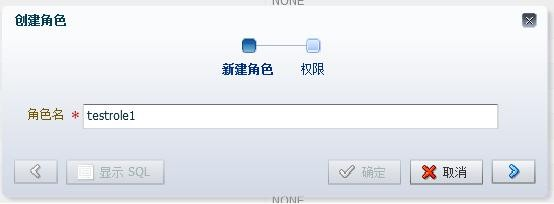 NONE
创建角色
新建角色 权限
角色名 * testrole1
显示 SQL 确定 取消
NONE